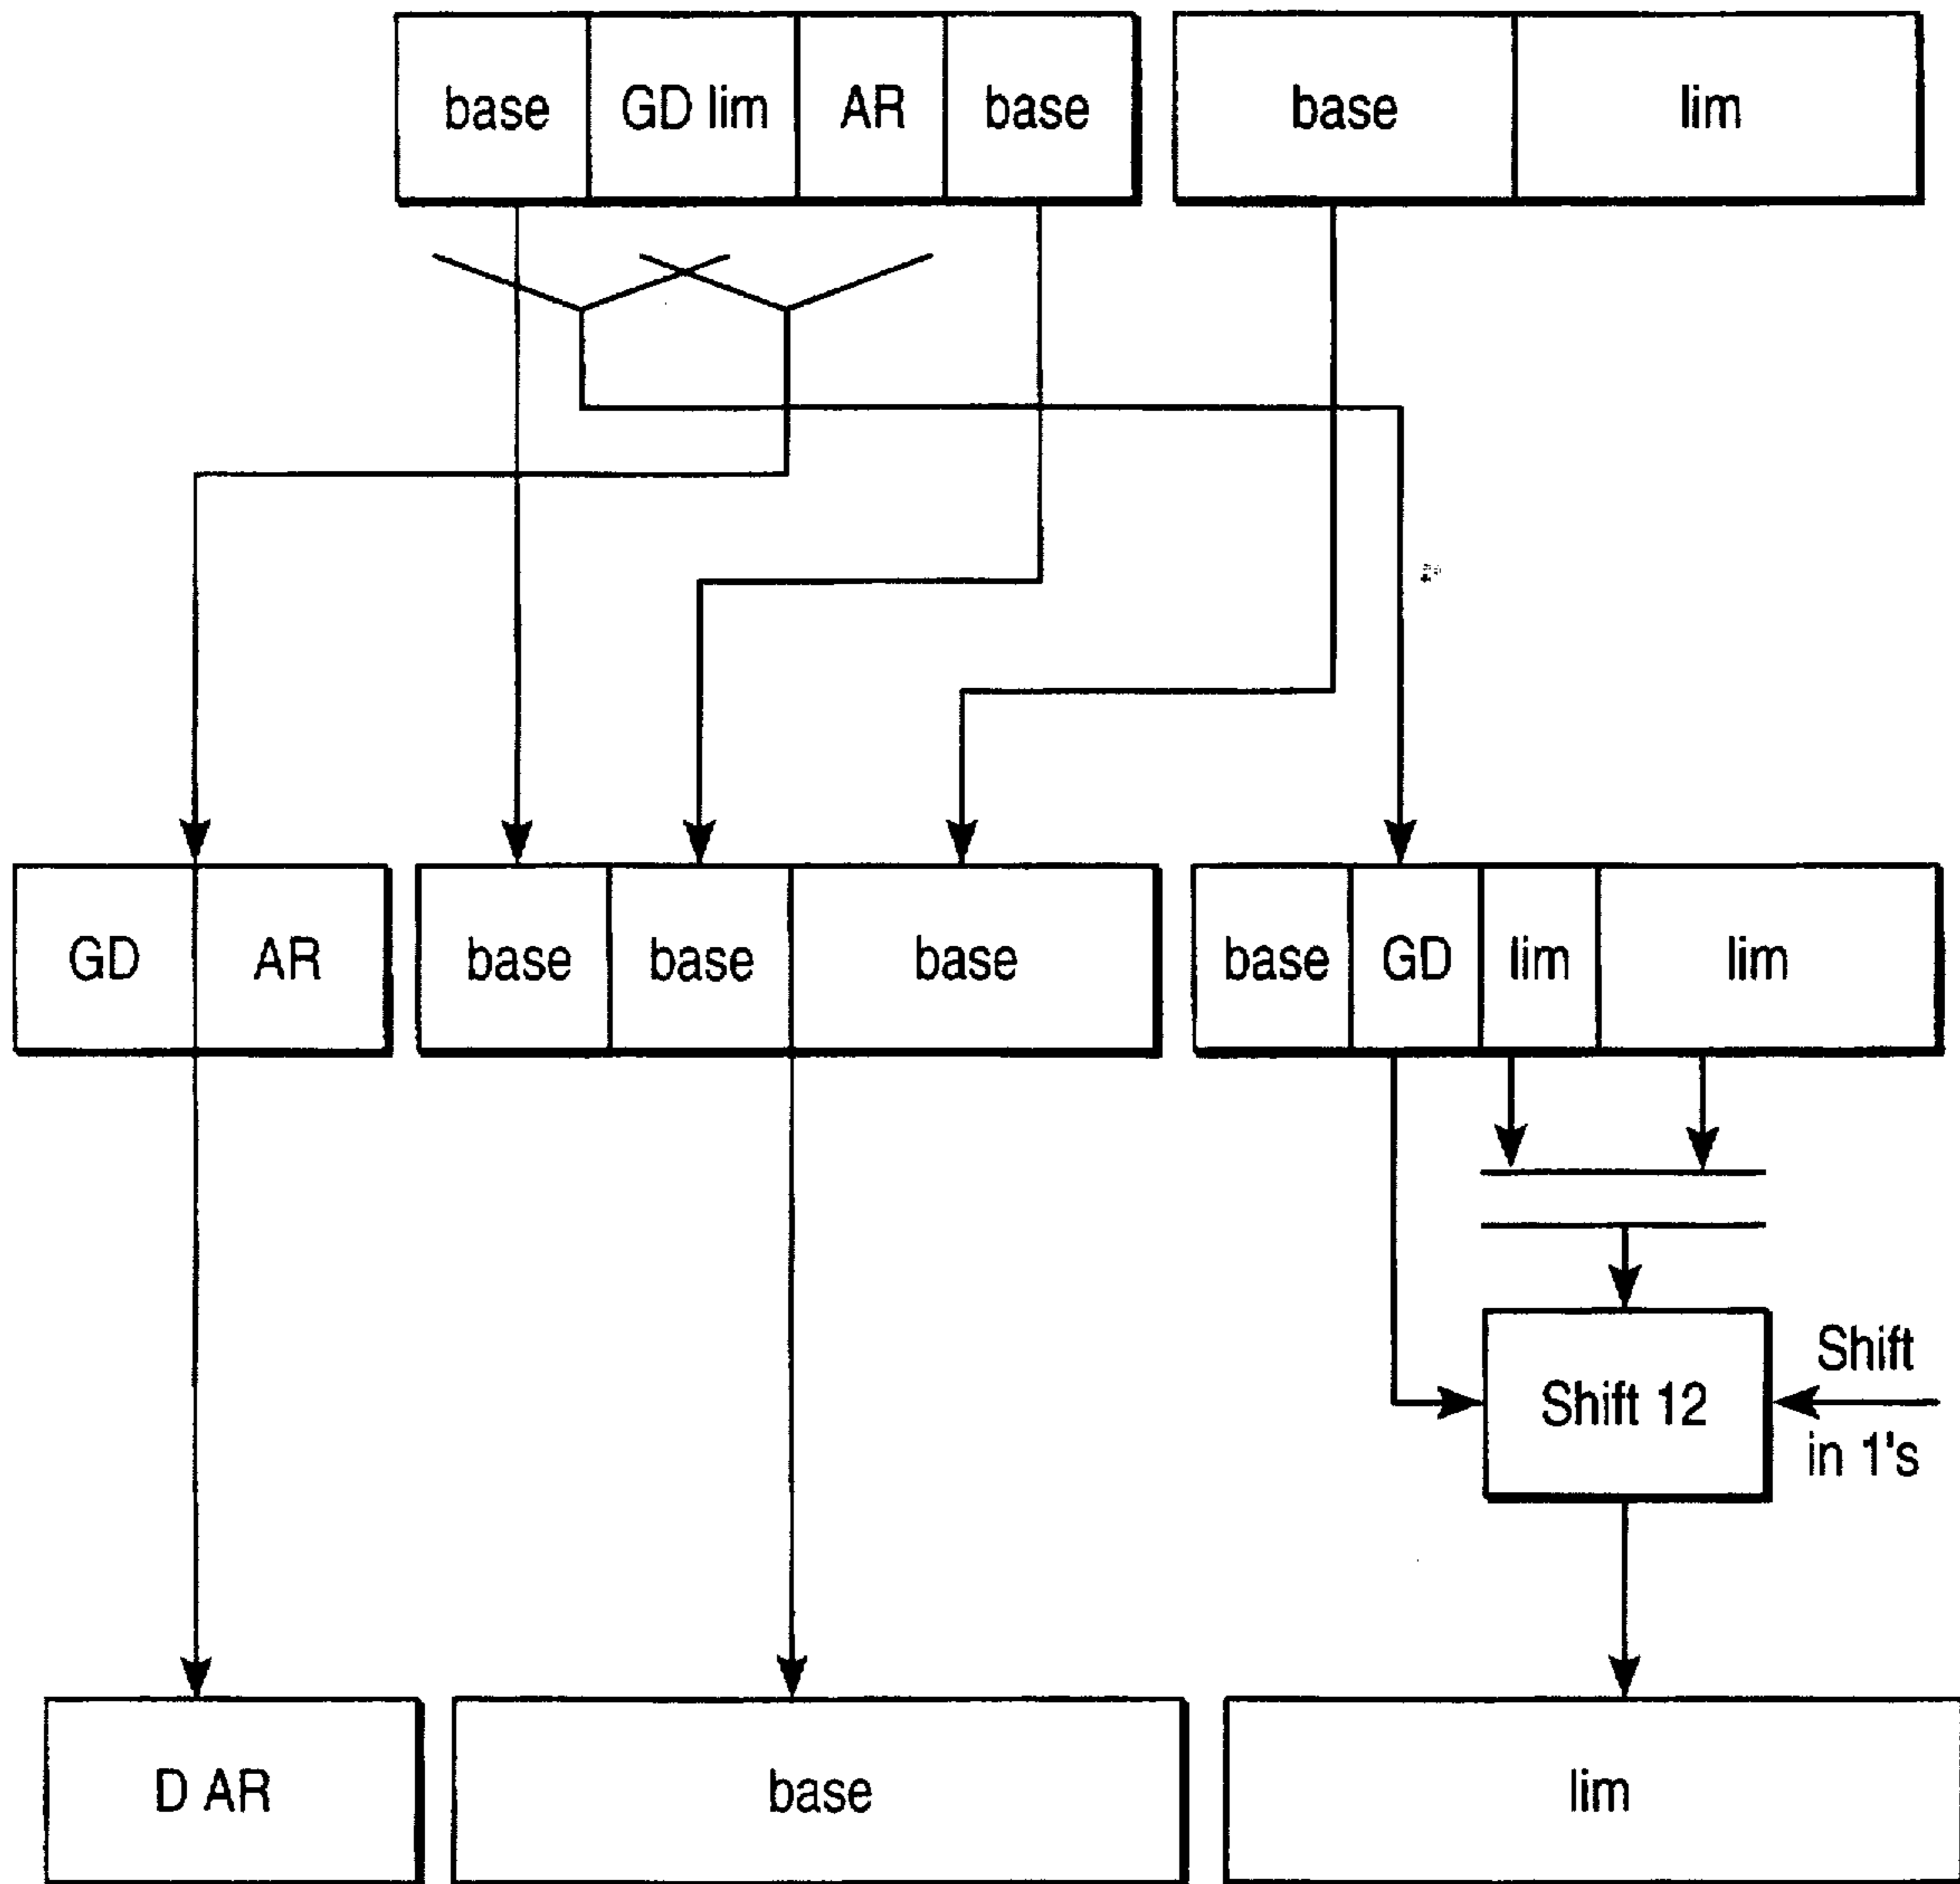 base GD lim AR base base lim
GD AR base base base base GD lim lim
Shift
Shift 12
in 1's
D AR base lim